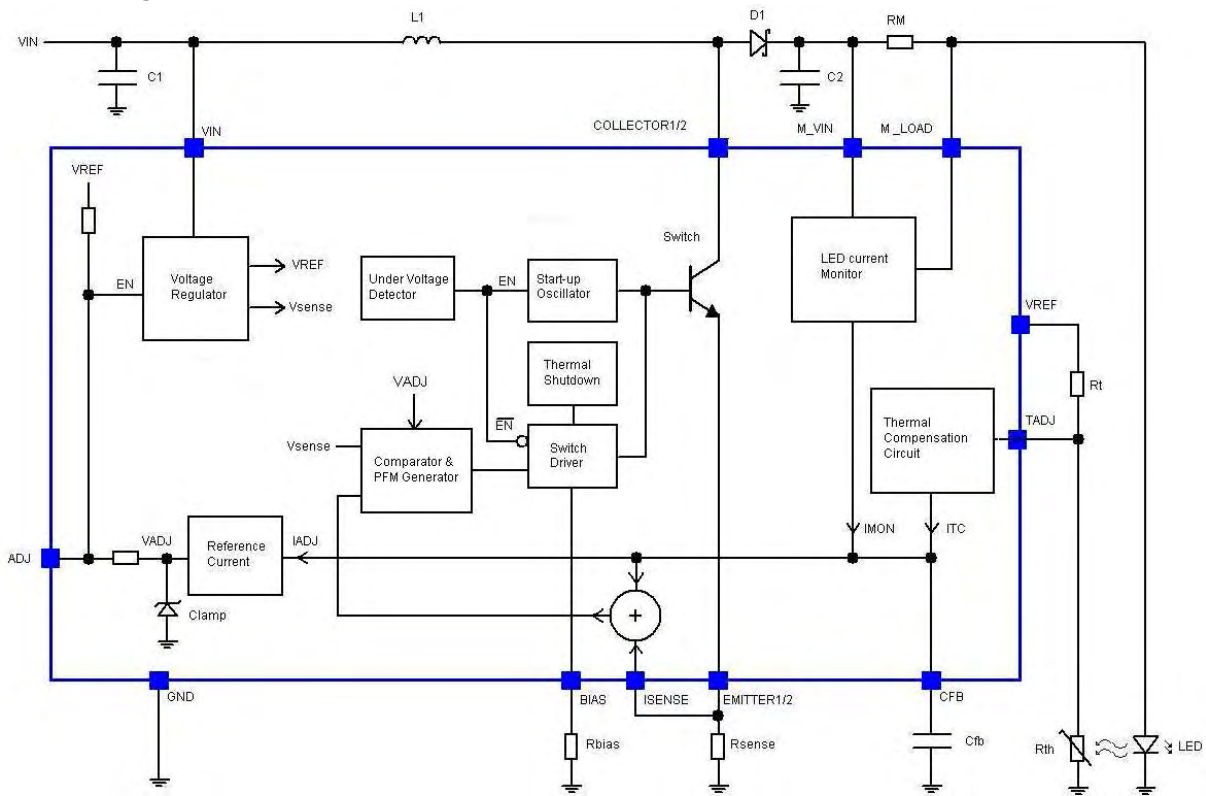 L1
D1
RM
VIN
C1
C2
VIN
COLLECTOR1/2
M_VIN
M_LOAD
VREF
Switch
EN
Voltage
Regulator
VREF
Vsense
Under Voltage
Detector
EN
Start-up
Oscillator
LED current
Monitor
VREF
Rt
Thermal
Shutdown
VADJ
EN
Vsense
Comparator &
PFM Generator
Switch
Driver
Thermal
Compensation
Circuit
TADJ
ADJ
VADJ
Reference
Current
IADJ
IMON
ITC
Clamp
+
GND
BIAS
ISENSE
EMITTER1/2
CFB
Rbias
Rsense
Cfb
Rth
LED